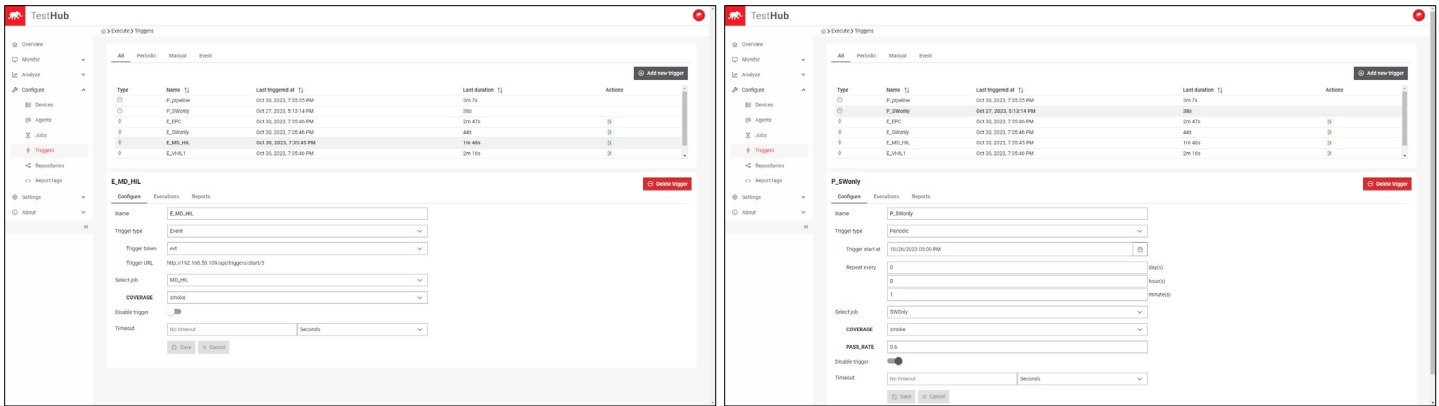 TestHub
Execute > Triggers
Overview
Monitor
Analyze
Configure
Devices
Agents
Jobs
Triggers
Repositories
Report tags
Settings
About
All Periodic Manual Event
Add new trigger
Type Name Last triggered at Last duration Actions
P_pipeline Oct 30, 2023, 7:35:35 PM 3m 7s
P_SWonly Oct 27, 2023, 5:13:14 PM 38s
E_EPC Oct 30, 2023, 7:35:46 PM 2m 47s
E_SWonly Oct 30, 2023, 7:35:46 PM 44s
E_MD_HIL Oct 30, 2023, 7:35:45 PM 1m 46s
E_VHIL1 Oct 30, 2023, 7:35:46 PM 2m 16s
E_MD_HIL
Delete trigger
Configure Executions Reports
Name E_MD_HIL
Trigger type Event
Trigger token evt
Trigger URL http://192.168.50.109/api/triggers/start/3
Select job MD_HIL
COVERAGE smoke
Disable trigger
Timeout No timeout Seconds
Save Cancel
TestHub
Execute > Triggers
Overview
Monitor
Analyze
Configure
Devices
Agents
Jobs
Triggers
Repositories
Report tags
Settings
About
All Periodic Manual Event
Add new trigger
Type Name Last triggered at Last duration Actions
P_pipeline Oct 30, 2023, 7:35:35 PM 3m 7s
P_SWonly Oct 27, 2023, 5:13:14 PM 38s
E_EPC Oct 30, 2023, 7:35:46 PM 2m 47s
E_SWonly Oct 30, 2023, 7:35:46 PM 44s
E_MD_HIL Oct 30, 2023, 7:35:45 PM 1m 46s
E_VHIL1 Oct 30, 2023, 7:35:46 PM 2m 16s
P_SWonly
Delete trigger
Configure Executions Reports
Name P_SWonly
Trigger type Periodic
Trigger start at 10/26/2023 05:00 PM
Repeat every 0 day(s)
0 hour(s)
1 minute(s)
Select job SWOnly
COVERAGE smoke
PASS_RATE 0.6
Disable trigger
Timeout No timeout Seconds
Save Cancel